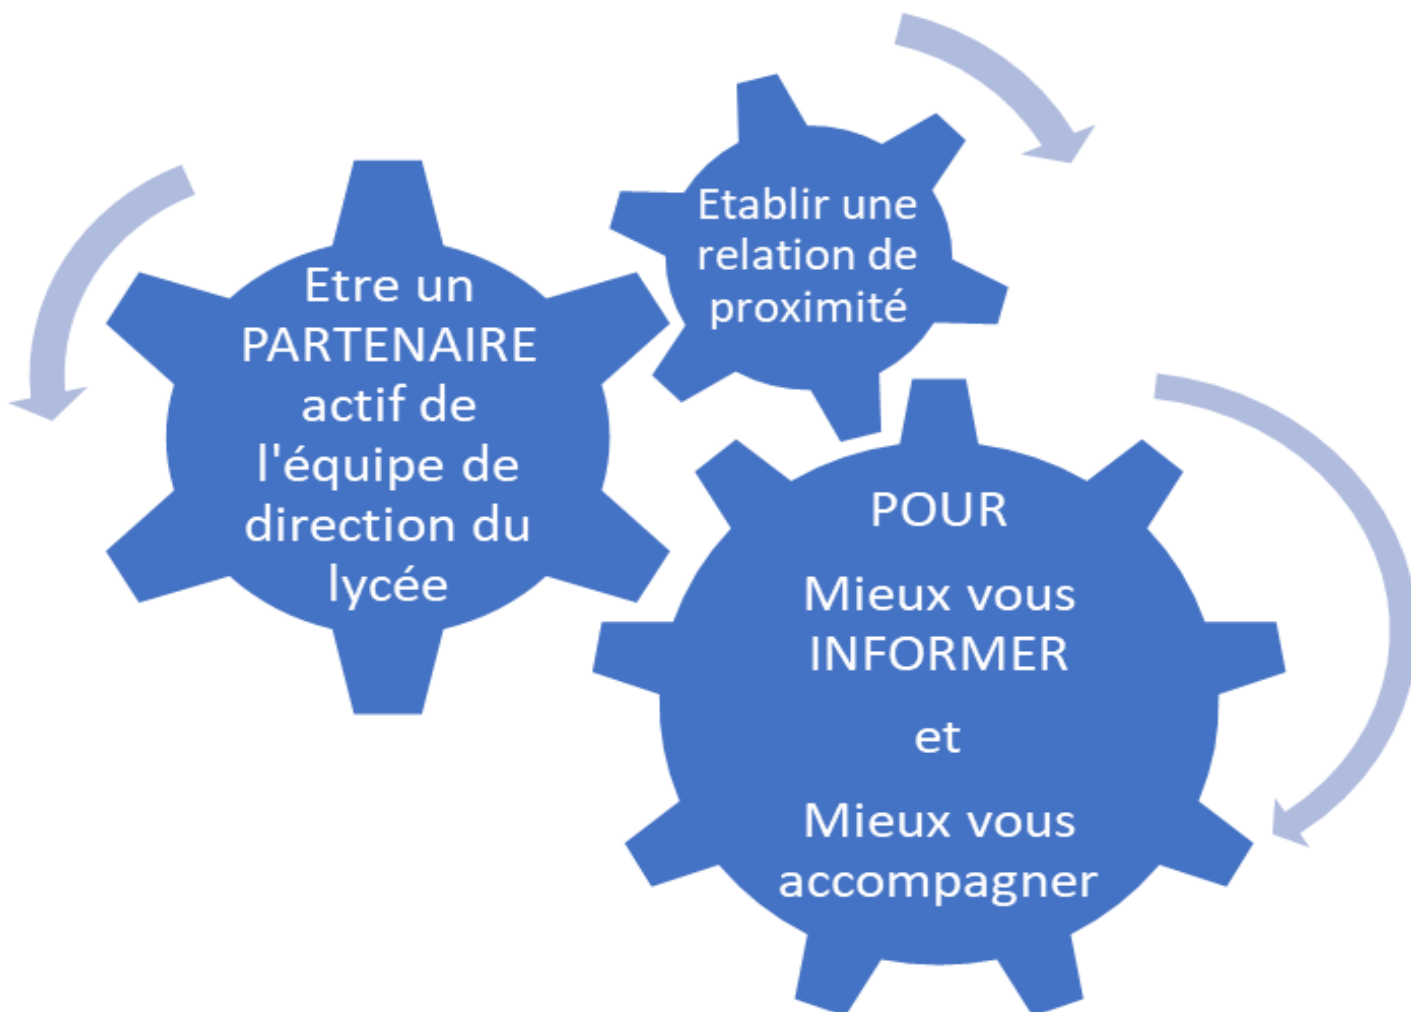 Etablir une
relation de
proximité
Etre un
PARTENAIRE
actif de
l'équipe de
direction du
lycée
POUR
Mieux vous
INFORMER
et
Mieux vous
accompagner